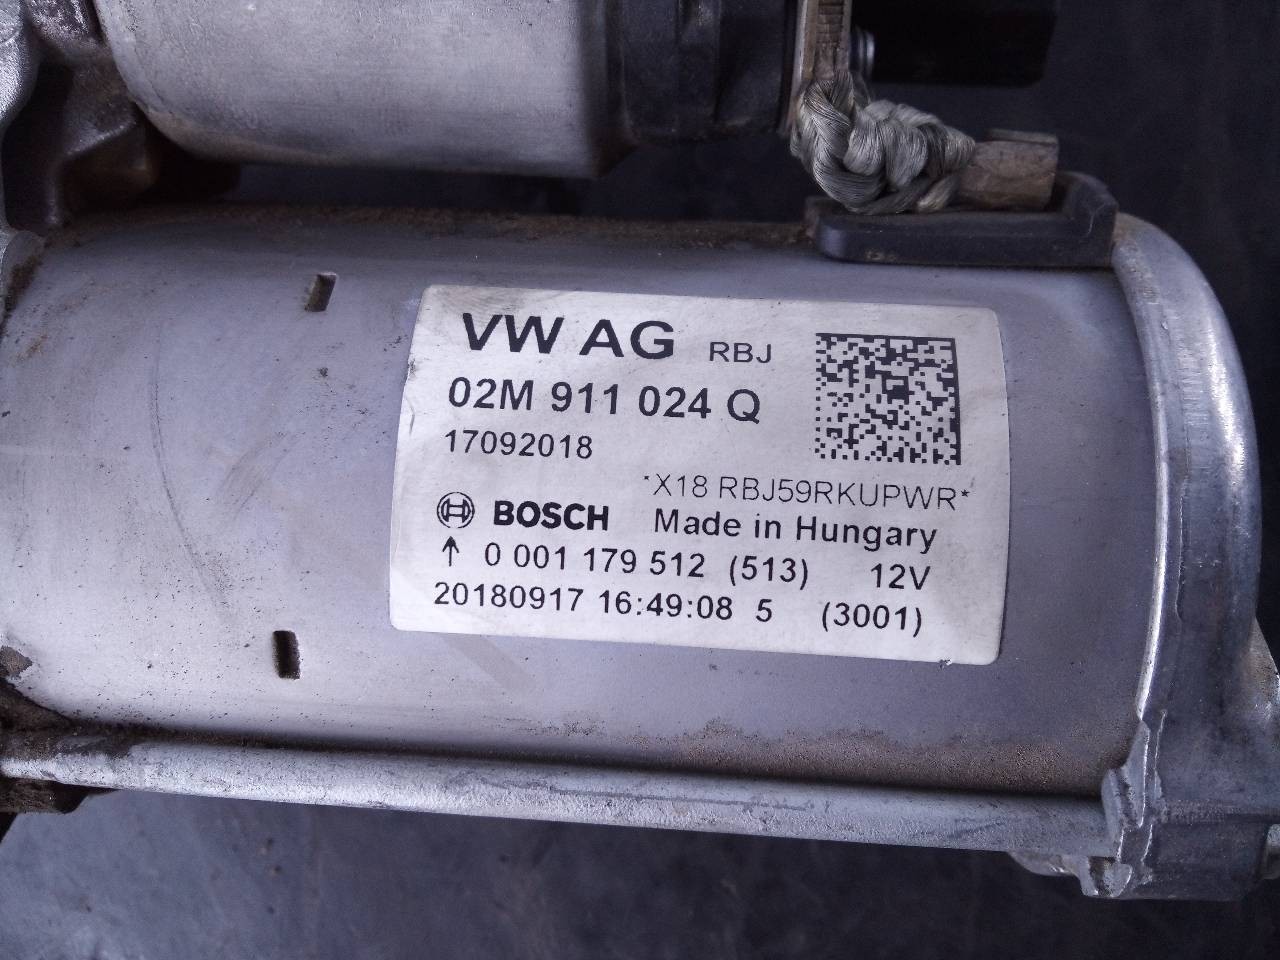 VW AG RBJ
02M 911 024 Q
17092018
*X18 RBJ59RKUPWR*
BOSCH Made in Hungary
↑ 0 001 179 512 (513) 12V
20180917 16:49:08 5 (3001)